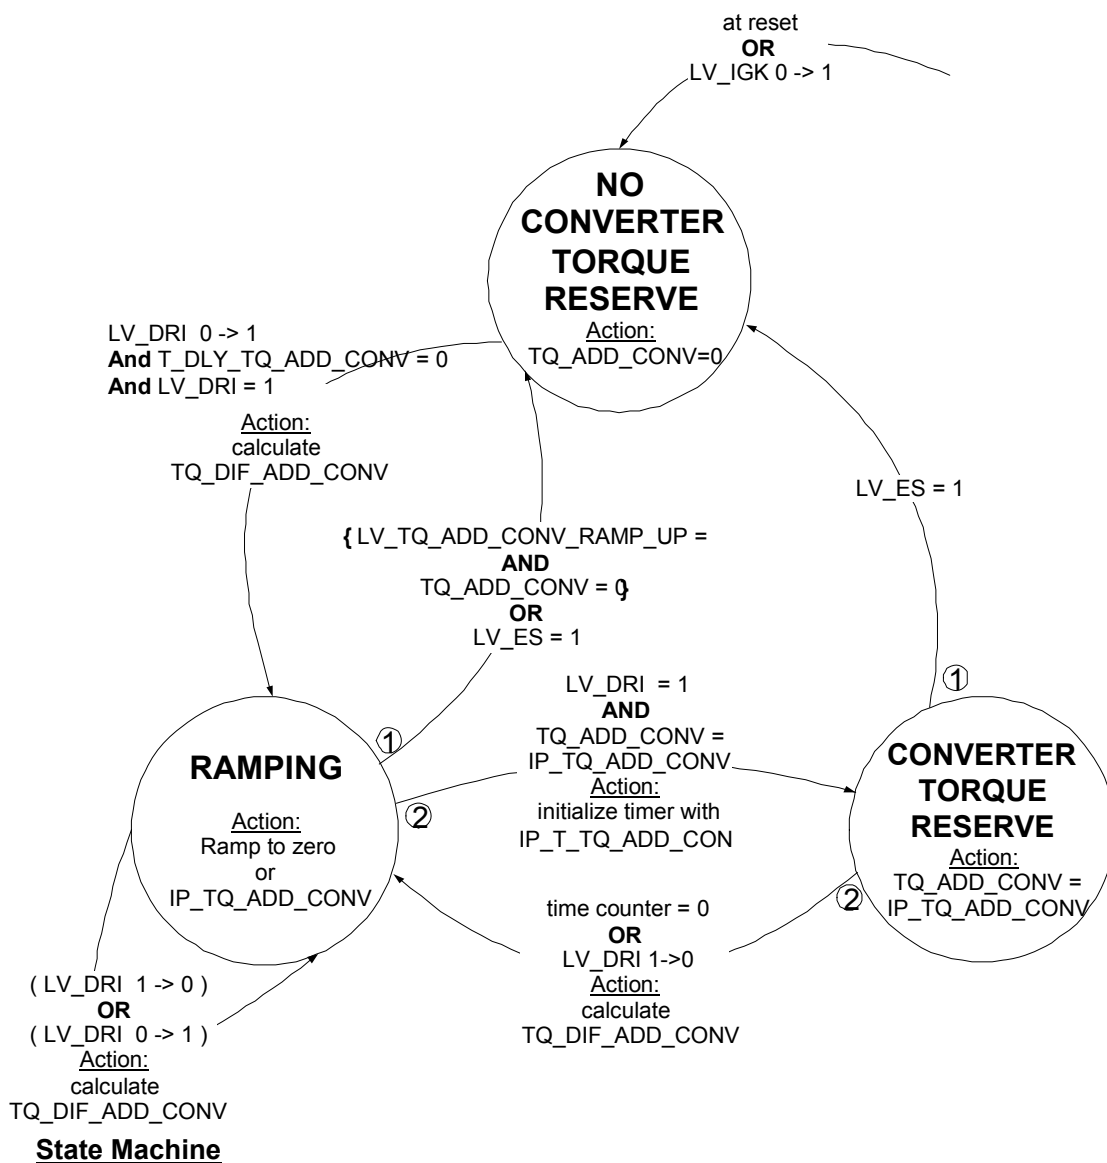 at reset
OR
LV_IGK 0 -> 1
NO
CONVERTER
TORQUE
RESERVE
Action:
TQ_ADD_CONV=0
LV_DRI 0 -> 1
And T_DLY_TQ_ADD_CONV = 0
And LV_DRI = 1
Action:
calculate
TQ_DIF_ADD_CONV
LV_ES = 1
{ LV_TQ_ADD_CONV_RAMP_UP =
AND
TQ_ADD_CONV = 0}
OR
LV_ES = 1
1
RAMPING
Action:
Ramp to zero
or
IP_TQ_ADD_CONV
2
LV_DRI = 1
AND
TQ_ADD_CONV =
IP_TQ_ADD_CONV
Action:
initialize timer with
IP_T_TQ_ADD_CON
1
CONVERTER
TORQUE
RESERVE
Action:
TQ_ADD_CONV =
IP_TQ_ADD_CONV
2
time counter = 0
OR
LV_DRI 1->0
Action:
calculate
TQ_DIF_ADD_CONV
( LV_DRI 1 -> 0 )
OR
( LV_DRI 0 -> 1 )
Action:
calculate
TQ_DIF_ADD_CONV
State Machine